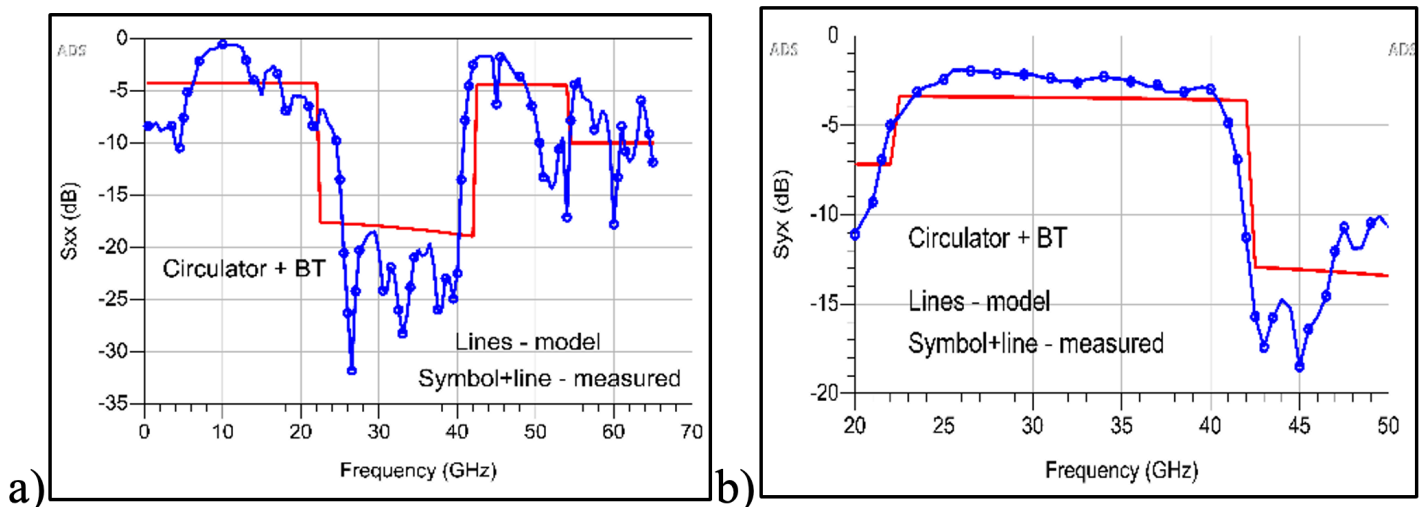 ADS
0
-5
-10
-15
-20
-25
-30
-35
Sxx (dB)
Circulator + BT
Lines - model
Symbol+line - measured
0 10 20 30 40 50 60 70
Frequency (GHz)
a)
ADS
ADS
0
-5
-10
-15
-20
Syx (dB)
Circulator + BT
Lines - model
Symbol+line - measured
20 25 30 35 40 45 50
Frequency (GHz)
b)